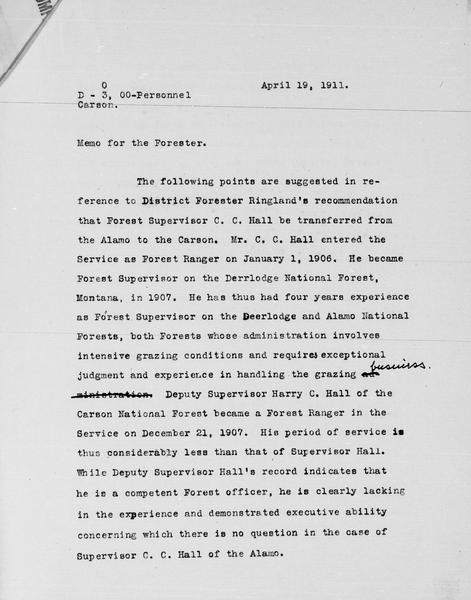 O
D - 3, OO-Personnel April 19, 1911.
Carson.
Memo for the Forester.
The following points are suggested in re-
ference to District Forester Ringland's recommendation
that Forest Supervisor C. C. Hall be transferred from
the Alamo to the Carson. Mr. C. C. Hall entered the
Service as Forest Ranger on January 1, 1906. He became
Forest Supervisor on the Derrlodge National Forest,
Montana, in 1907. He has thus had four years experience
as Forest Supervisor on the Deerlodge and Alamo National
Forests, both Forests whose administration involves
intensive grazing conditions and requires exceptional
business.
judgment and experience in handling the grazing ad-
ministration. Deputy Supervisor Harry C. Hall of the
Carson National Forest became a Forest Ranger in the
Service on December 21, 1907. His period of service is
thus considerably less than that of Supervisor Hall.
While Deputy Supervisor Hall's record indicates that
he is a competent Forest officer, he is clearly lacking
in the experience and demonstrated executive ability
concerning which there is no question in the case of
Supervisor C. C. Hall of the Alamo.